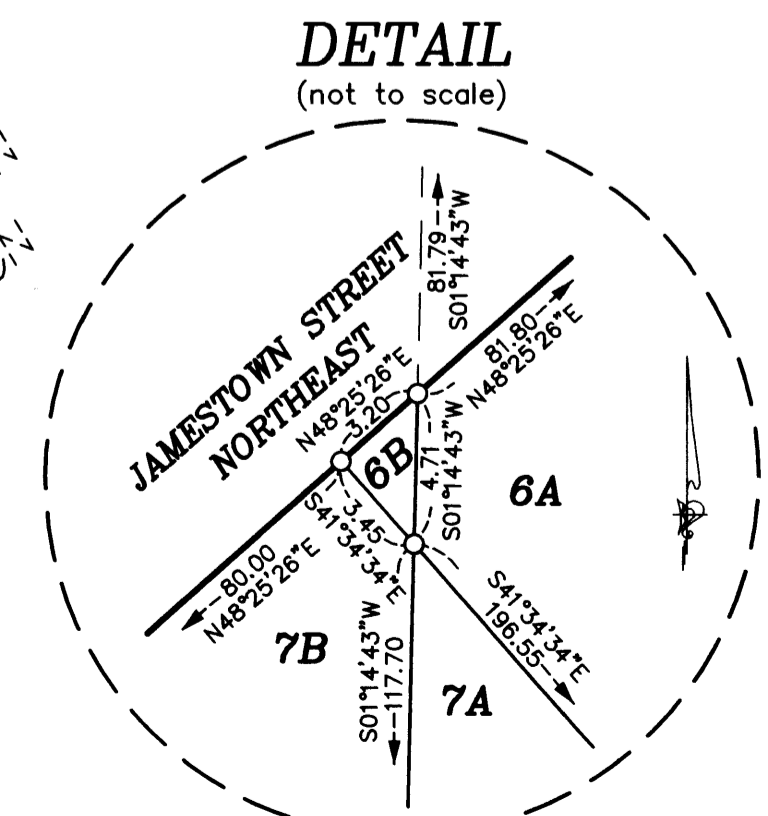 DETAIL
(not to scale)
JAMESTOWN STREET
NORTHEAST
81.79
S01°14'43"W
81.80
N48°25'26"E
N48°25'26"E
3.20
6B
4.71
S01°14'43"W
6A
3.45
S41°34'34"E
80.00
N48°25'26"E
7B
S01°14'43"W
117.70
7A
S41°34'34"E
196.55